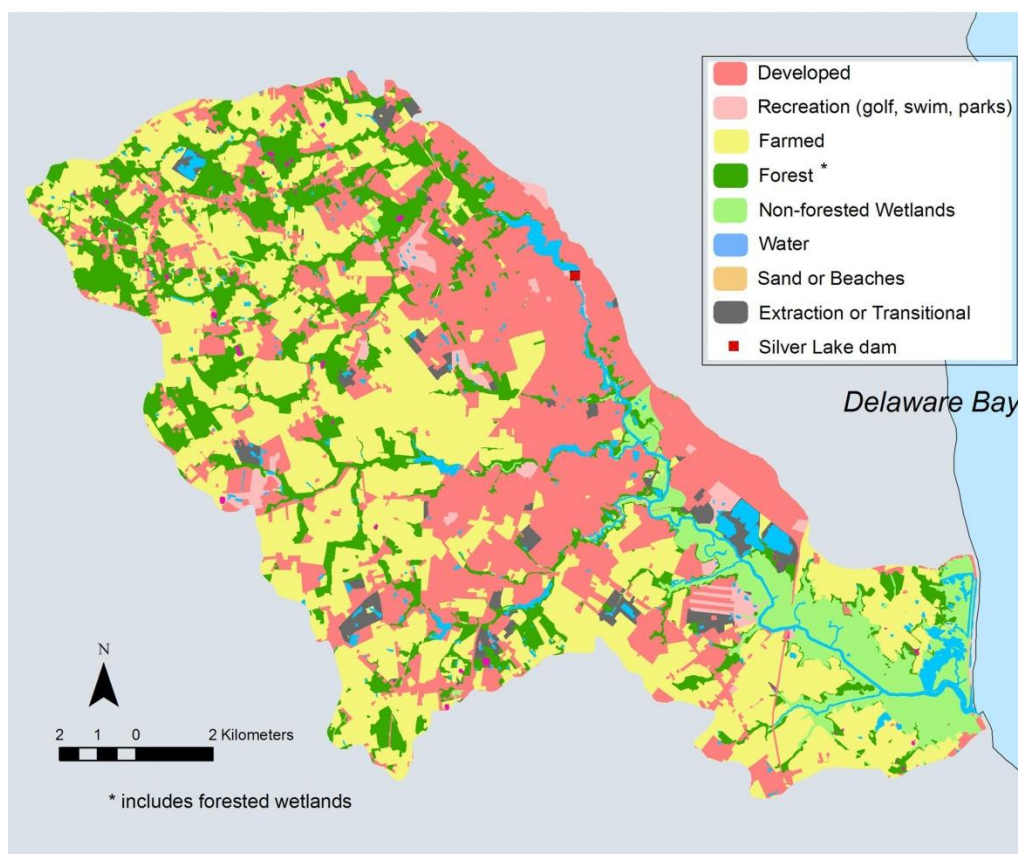 Developed
Recreation (golf, swim, parks)
Farmed
Forest *
Non-forested Wetlands
Water
Sand or Beaches
Extraction or Transitional
Silver Lake dam
Delaware Bay
N
2 1 0 2 Kilometers
* includes forested wetlands